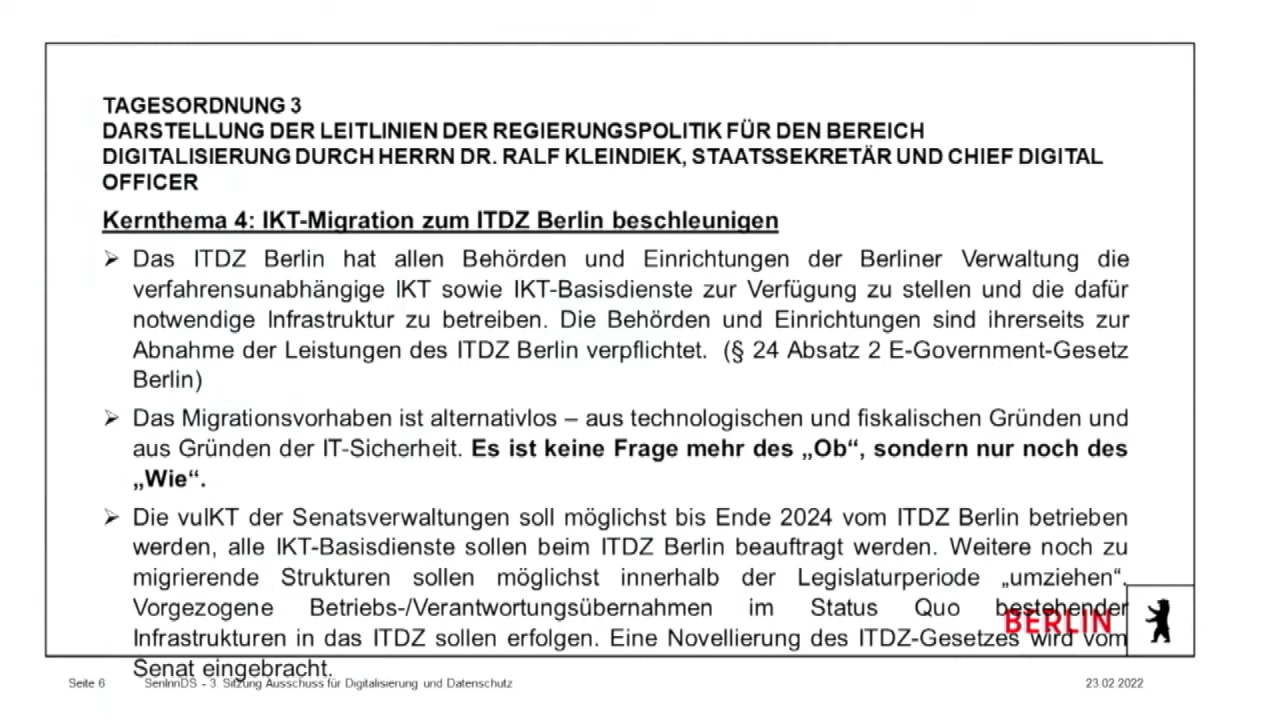 TAGESORDNUNG 3
DARSTELLUNG DER LEITLINIEN DER REGIERUNGSPOLITIK FÜR DEN BEREICH
DIGITALISIERUNG DURCH HERRN DR. RALF KLEINDIEK, STAATSSEKRETÄR UND CHIEF DIGITAL
OFFICER
Kernthema 4: IKT-Migration zum ITDZ Berlin beschleunigen
➢ Das ITDZ Berlin hat allen Behörden und Einrichtungen der Berliner Verwaltung die
verfahrensunabhängige IKT sowie IKT-Basisdienste zur Verfügung zu stellen und die dafür
notwendige Infrastruktur zu betreiben. Die Behörden und Einrichtungen sind ihrerseits zur
Abnahme der Leistungen des ITDZ Berlin verpflichtet. (§ 24 Absatz 2 E-Government-Gesetz
Berlin)
➢ Das Migrationsvorhaben ist alternativlos – aus technologischen und fiskalischen Gründen und
aus Gründen der IT-Sicherheit. Es ist keine Frage mehr des „Ob“, sondern nur noch des
„Wie“.
➢ Die vuIKT der Senatsverwaltungen soll möglichst bis Ende 2024 vom ITDZ Berlin betrieben
werden, alle IKT-Basisdienste sollen beim ITDZ Berlin beauftragt werden. Weitere noch zu
migrierende Strukturen sollen möglichst innerhalb der Legislaturperiode „umziehen“.
Vorgezogene Betriebs-/Verantwortungsübernahmen im Status Quo bestehender
Infrastrukturen in das ITDZ sollen erfolgen. Eine Novellierung des ITDZ-Gesetzes wird vom
Senat eingebracht.
BERLIN
Seite 6 SenInnDS - 3. Sitzung Ausschuss für Digitalisierung und Datenschutz 23.02.2022